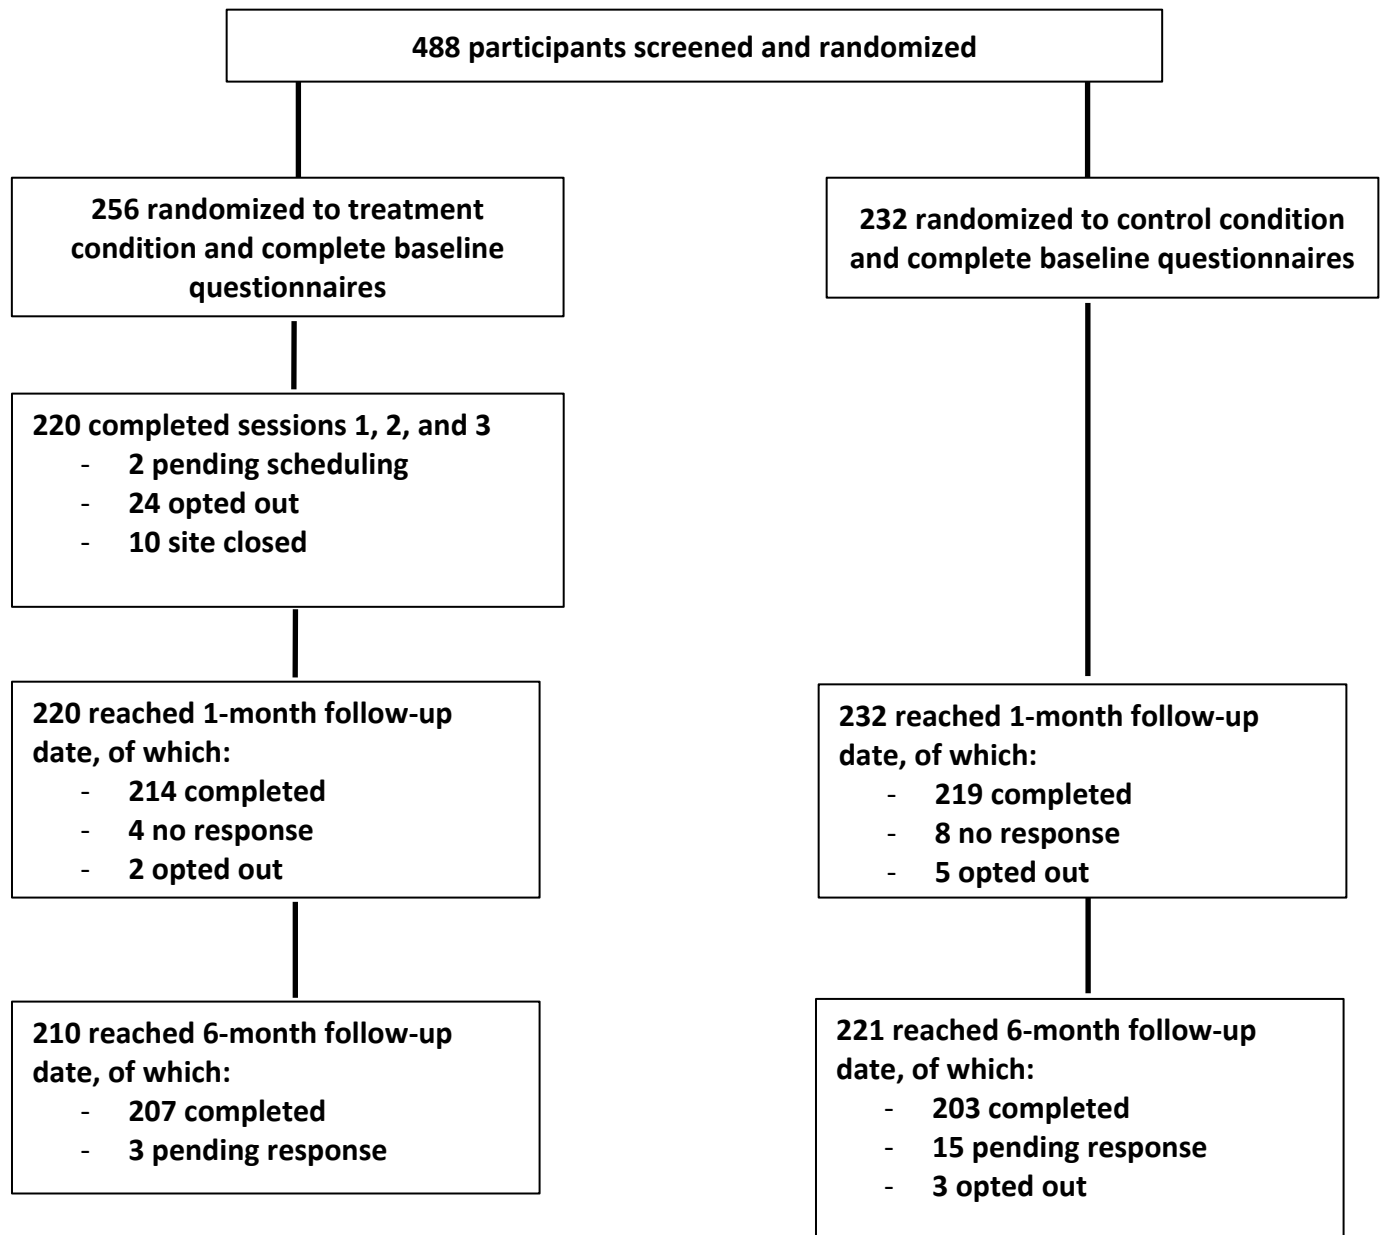 488 participants screened and randomized
256 randomized to treatment
condition and complete baseline
questionnaires
232 randomized to control condition
and complete baseline questionnaires
220 completed sessions 1, 2, and 3
- 2 pending scheduling
- 24 opted out
- 10 site closed
220 reached 1-month follow-up
date, of which:
- 214 completed
- 4 no response
- 2 opted out
232 reached 1-month follow-up
date, of which:
- 219 completed
- 8 no response
- 5 opted out
210 reached 6-month follow-up
date, of which:
- 207 completed
- 3 pending response
221 reached 6-month follow-up
date, of which:
- 203 completed
- 15 pending response
- 3 opted out